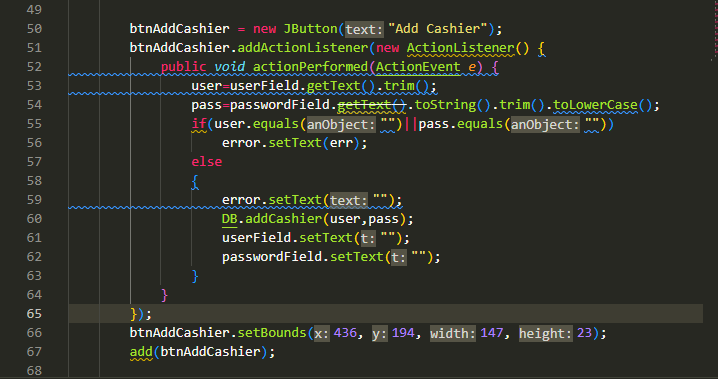 49
50 btnAddCashier = new JButton(text: "Add Cashier");
51 btnAddCashier.addActionListener(new ActionListener() {
52 public void actionPerformed(ActionEvent e) {
53 user=userField.getText().trim();
54 pass=passwordField.getText().toString().trim().toLowerCase();
55 if(user.equals(anObject: "")||pass.equals(anObject: ""))
56 error.setText(err);
57 else
58 {
59 error.setText(text: "");
60 DB.addCashier(user,pass);
61 userField.setText(t: "");
62 passwordField.setText(t: "");
63 }
64 }
65 });
66 btnAddCashier.setBounds(x: 436, y: 194, width: 147, height: 23);
67 add(btnAddCashier);
68